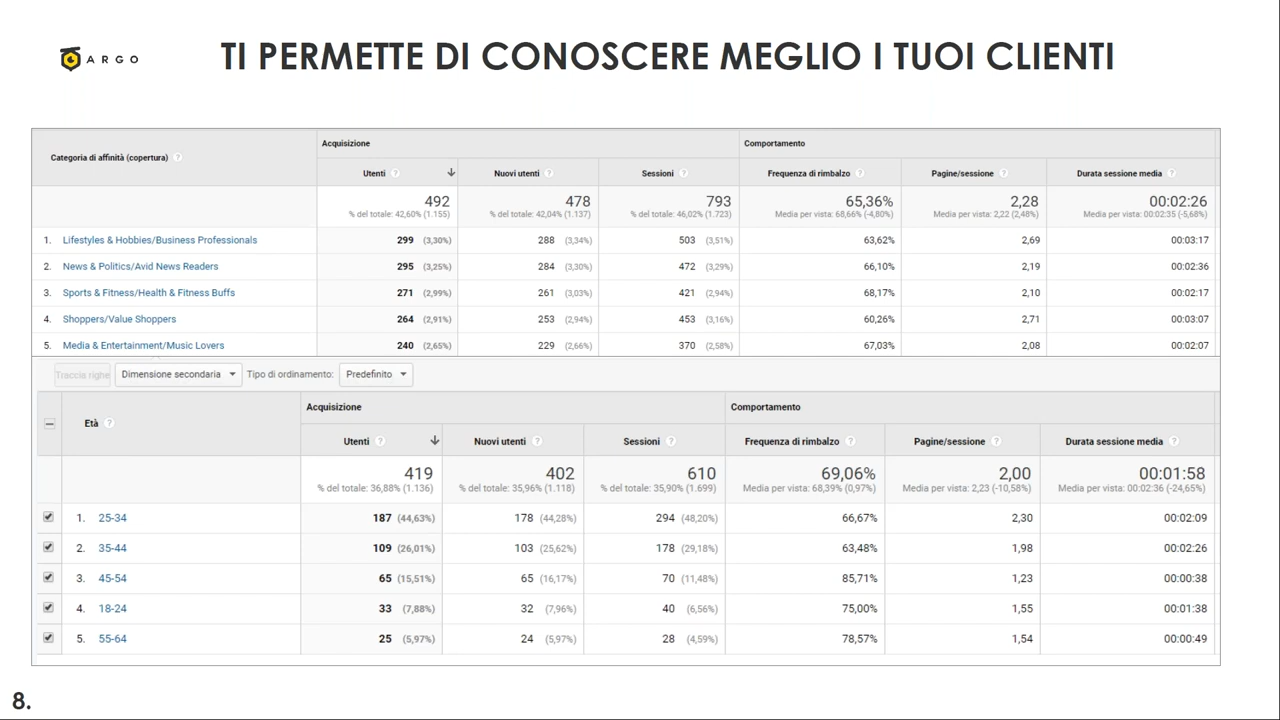 ARGO
TI PERMETTE DI CONOSCERE MEGLIO I TUOI CLIENTI
Categoria di affinità (copertura) ? Acquisizione Comportamento
Utenti ? Nuovi utenti ? Sessioni ? Frequenza di rimbalzo ? Pagine/sessione ? Durata sessione media ?
492 478 793 65,36% 2,28 00:02:26
% del totale: 42,60% (1.155) % del totale: 42,04% (1.137) % del totale: 46,02% (1.723) Media per vista: 68,66% (-4,80%) Media per vista: 2,22 (2,48%) Media per vista: 00:02:35 (-5,68%)
1. Lifestyles & Hobbies/Business Professionals 299 (3,30%) 288 (3,34%) 503 (3,51%) 63,62% 2,69 00:03:17
2. News & Politics/Avid News Readers 295 (3,25%) 284 (3,30%) 472 (3,29%) 66,10% 2,19 00:02:36
3. Sports & Fitness/Health & Fitness Buffs 271 (2,99%) 261 (3,03%) 421 (2,94%) 68,17% 2,10 00:02:17
4. Shoppers/Value Shoppers 264 (2,91%) 253 (2,94%) 453 (3,16%) 60,26% 2,71 00:03:07
5. Media & Entertainment/Music Lovers 240 (2,65%) 229 (2,66%) 370 (2,58%) 67,03% 2,08 00:02:07
Traccia righe Dimensione secondaria Tipo di ordinamento: Predefinito
Età ? Acquisizione Comportamento
Utenti ? Nuovi utenti ? Sessioni ? Frequenza di rimbalzo ? Pagine/sessione ? Durata sessione media ?
419 402 610 69,06% 2,00 00:01:58
% del totale: 36,88% (1.136) % del totale: 35,96% (1.118) % del totale: 35,90% (1.699) Media per vista: 68,39% (0,97%) Media per vista: 2,23 (-10,58%) Media per vista: 00:02:36 (-24,65%)
1. 25-34 187 (44,63%) 178 (44,28%) 294 (48,20%) 66,67% 2,30 00:02:09
2. 35-44 109 (26,01%) 103 (25,62%) 178 (29,18%) 63,48% 1,98 00:02:26
3. 45-54 65 (15,51%) 65 (16,17%) 70 (11,48%) 85,71% 1,23 00:00:38
4. 18-24 33 (7,88%) 32 (7,96%) 40 (6,56%) 75,00% 1,55 00:01:38
5. 55-64 25 (5,97%) 24 (5,97%) 28 (4,59%) 78,57% 1,54 00:00:49
8.